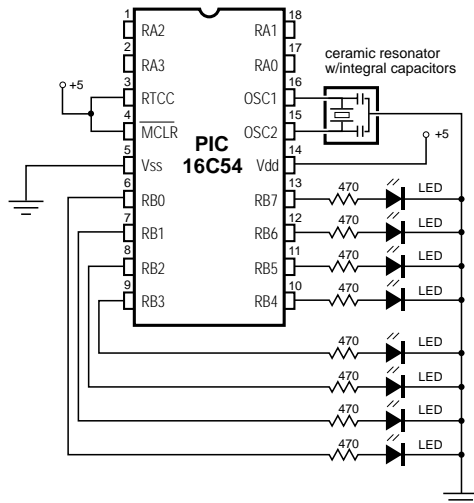 1
RA2
2
RA3
+5
3
RTCC
4
MCLR
5
Vss
6
RB0
7
RB1
8
RB2
9
RB3
PIC
16C54
18
RA1
17
RA0
16
OSC1
15
OSC2
14
Vdd
13
RB7
12
RB6
11
RB5
10
RB4
ceramic resonator
w/integral capacitors
+5
470
LED
470
LED
470
LED
470
LED
470
LED
470
LED
470
LED
470
LED